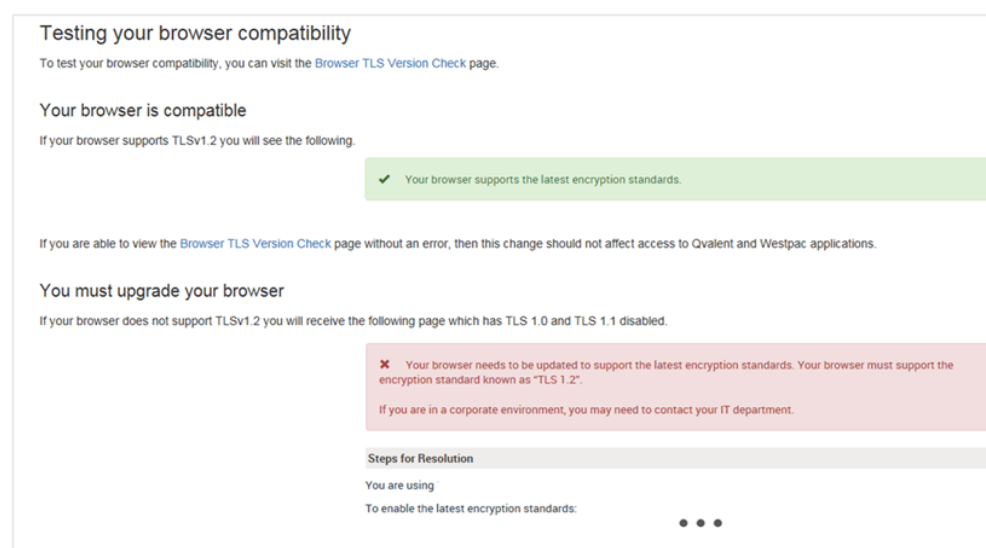 Testing your browser compatibility
To test your browser compatibility, you can visit the Browser TLS Version Check page.
Your browser is compatible
If your browser supports TLSv1.2 you will see the following.
✔ Your browser supports the latest encryption standards.
If you are able to view the Browser TLS Version Check page without an error, then this change should not affect access to Qvalent and Westpac applications.
You must upgrade your browser
If your browser does not support TLSv1.2 you will receive the following page which has TLS 1.0 and TLS 1.1 disabled.
✖ Your browser needs to be updated to support the latest encryption standards. Your browser must support the
encryption standard known as “TLS 1.2”.
If you are in a corporate environment, you may need to contact your IT department.
Steps for Resolution
You are using
To enable the latest encryption standards:
● ● ●